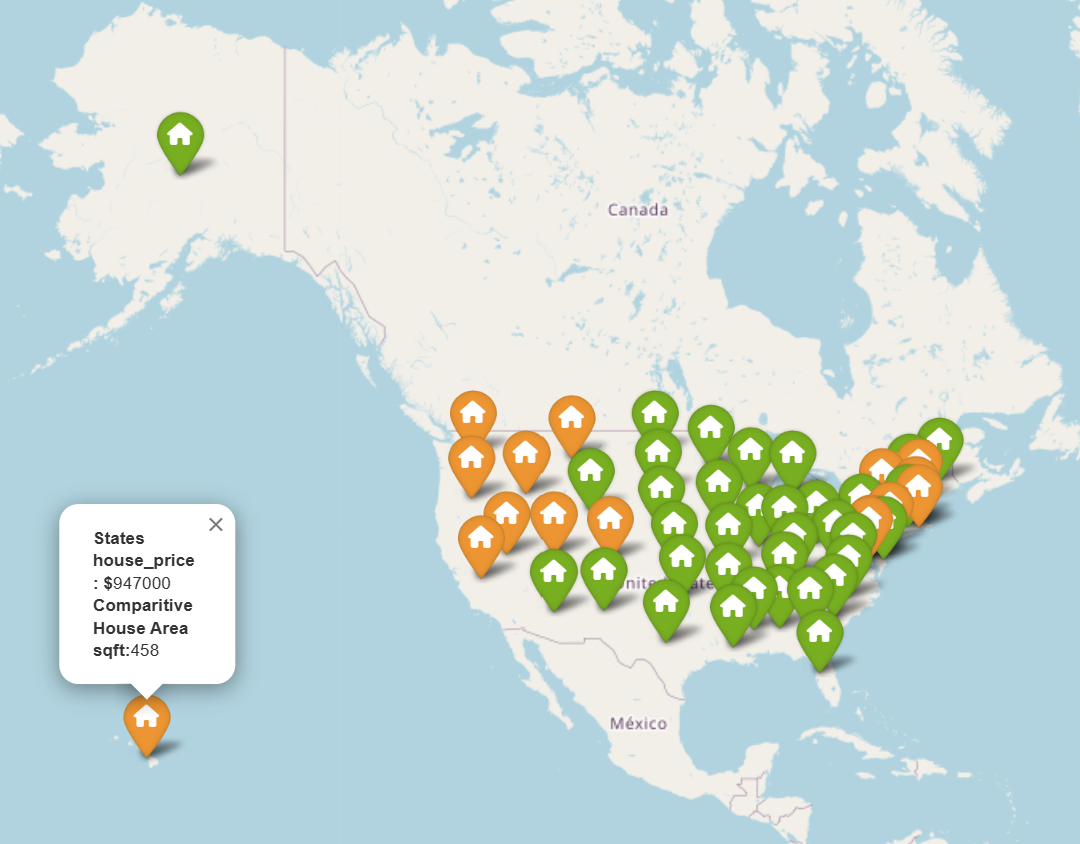 Canada
States
house_price
: $947000
Comparitive
House Area
sqft:458
México